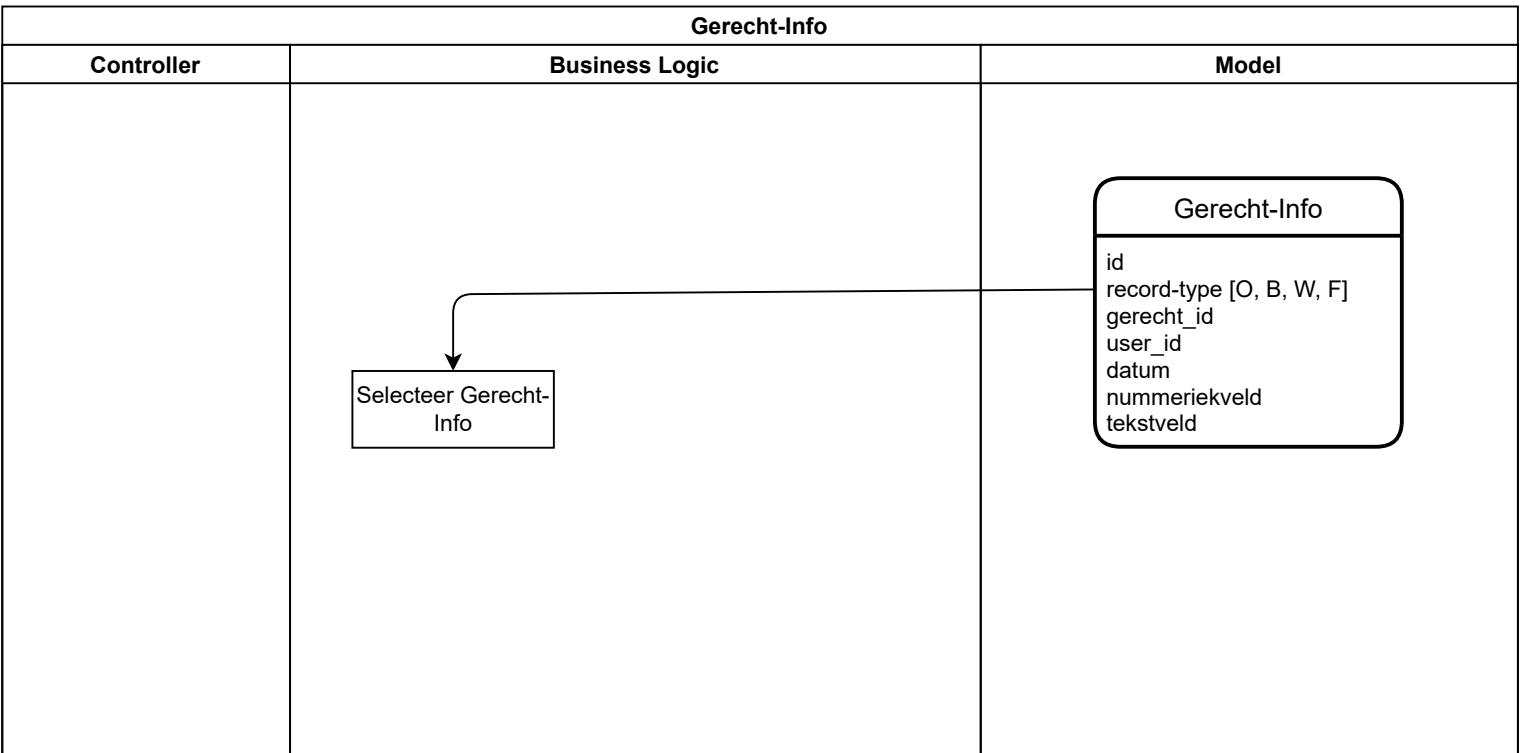 Gerecht-Info
Controller
Business Logic
Model
Gerecht-Info
id
record-type [O, B, W, F]
gerecht_id
user_id
datum
nummeriekveld
tekstveld
Selecteer Gerecht-
Info